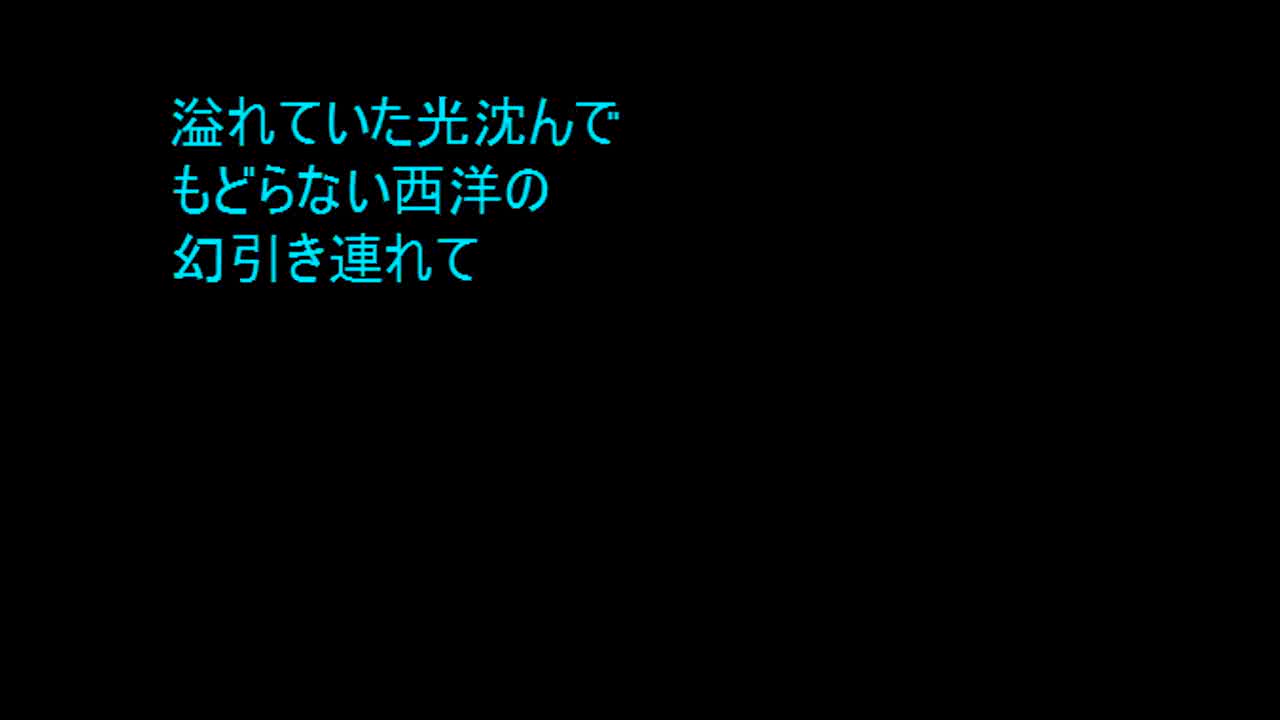 溢れていた光沈んで
もどらない西洋の
幻引き連れて